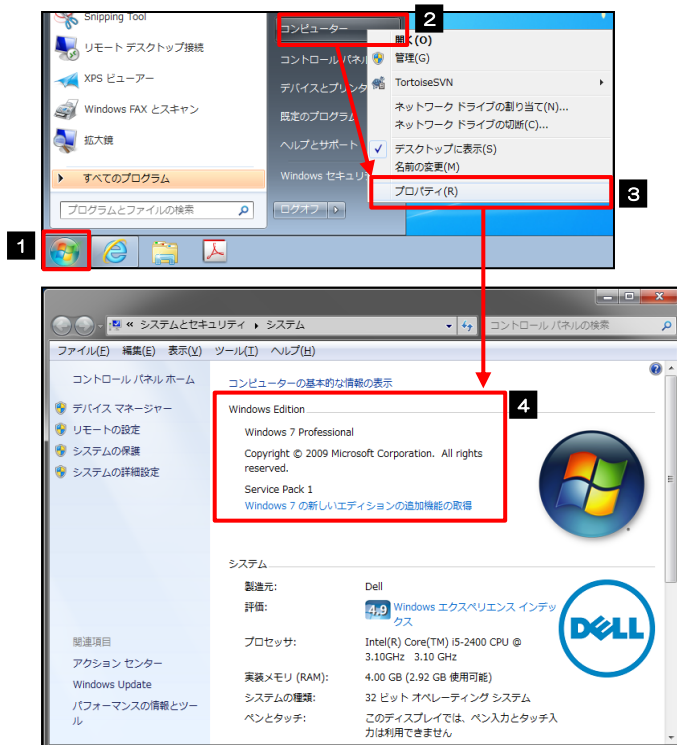 Snipping Tool
リモート デスクトップ接続
XPS ビューアー
Windows FAX とスキャン
拡大鏡
すべてのプログラム
プログラムとファイルの検索
コンピューター
コントロール パネル
デバイスとプリンタ
既定のプログラム
ヘルプとサポート
Windows セキュリ
ログオフ
2
開く(O)
管理(G)
TortoiseSVN
ネットワーク ドライブの割り当て(N)...
ネットワーク ドライブの切断(C)...
デスクトップに表示(S)
名前の変更(M)
プロパティ(R)
3
1
« システムとセキュリティ
システム
コントロール パネルの検索
ファイル(F) 編集(E) 表示(V) ツール(T) ヘルプ(H)
コントロール パネル ホーム
デバイス マネージャー
リモートの設定
システムの保護
システムの詳細設定
関連項目
アクション センター
Windows Update
パフォーマンスの情報とツー
ル
コンピューターの基本的な情報の表示
4
Windows Edition
Windows 7 Professional
Copyright © 2009 Microsoft Corporation. All rights
reserved.
Service Pack 1
Windows 7 の新しいエディションの追加機能の取得
システム
製造元: Dell
評価: 4.9 Windows エクスペリエンス インデッ
クス
プロセッサ: Intel(R) Core(TM) i5-2400 CPU @
3.10GHz 3.10 GHz
実装メモリ (RAM): 4.00 GB (2.92 GB 使用可能)
システムの種類: 32 ビット オペレーティング システム
ペンとタッチ: このディスプレイでは、ペン入力とタッチ入
力は利用できません
DELL